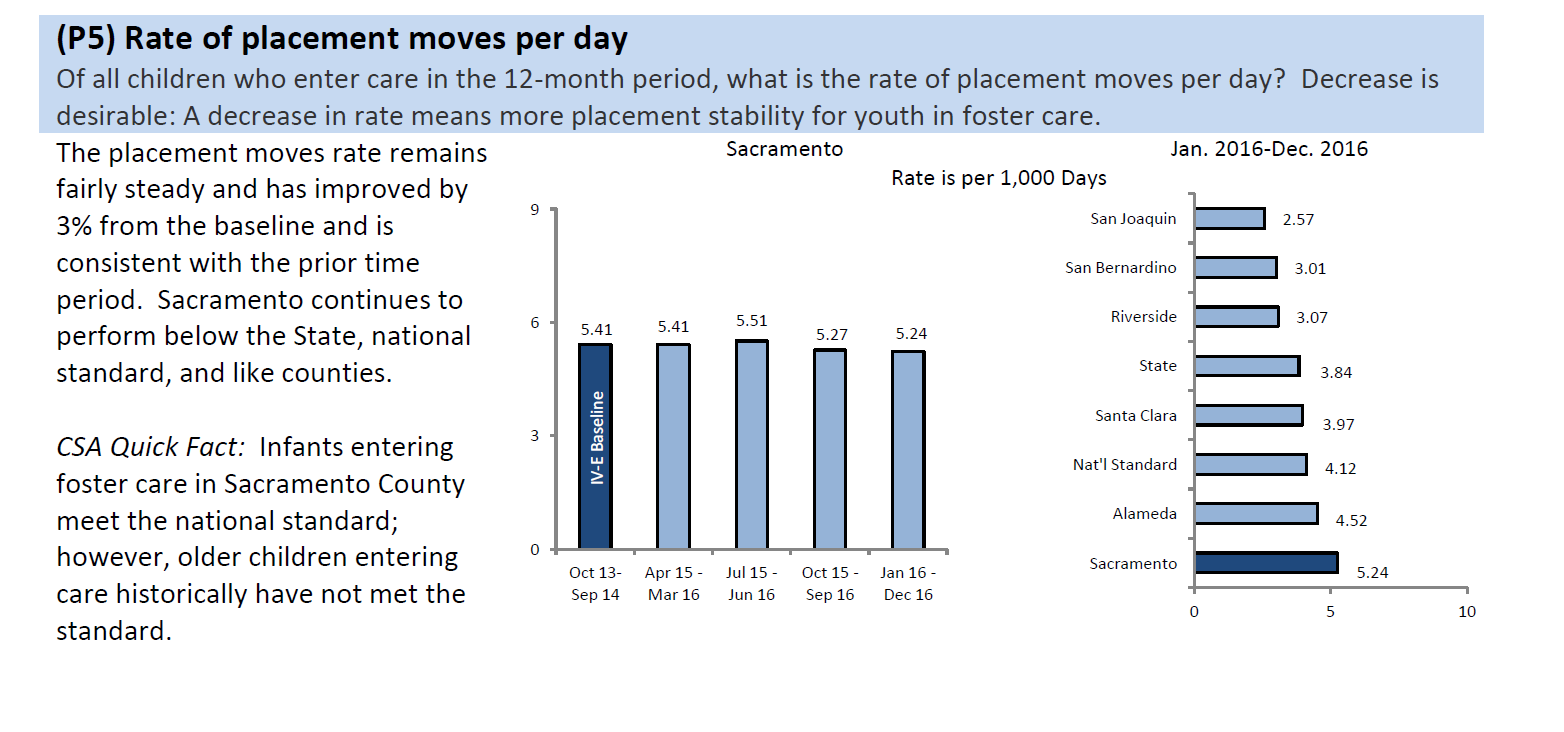 (P5) Rate of placement moves per day
Of all children who enter care in the 12-month period, what is the rate of placement moves per day?  Decrease is
desirable: A decrease in rate means more placement stability for youth in foster care.
The placement moves rate remains
fairly steady and has improved by
3% from the baseline and is
consistent with the prior time
period.  Sacramento continues to
perform below the State, national
standard, and like counties.
CSA Quick Fact:  Infants entering
foster care in Sacramento County
meet the national standard;
however, older children entering
care historically have not met the
standard.
Sacramento
Rate is per 1,000 Days
9
6
3
0
5.41
5.41
5.51
5.27
5.24
IV-E Baseline
Oct 13- Apr 15 - Jul 15 - Oct 15 - Jan 16 -
Sep 14 Mar 16 Jun 16 Sep 16 Dec 16
Jan. 2016-Dec. 2016
San Joaquin 2.57
San Bernardino 3.01
Riverside 3.07
State 3.84
Santa Clara 3.97
Nat'l Standard 4.12
Alameda 4.52
Sacramento 5.24
0 5 10